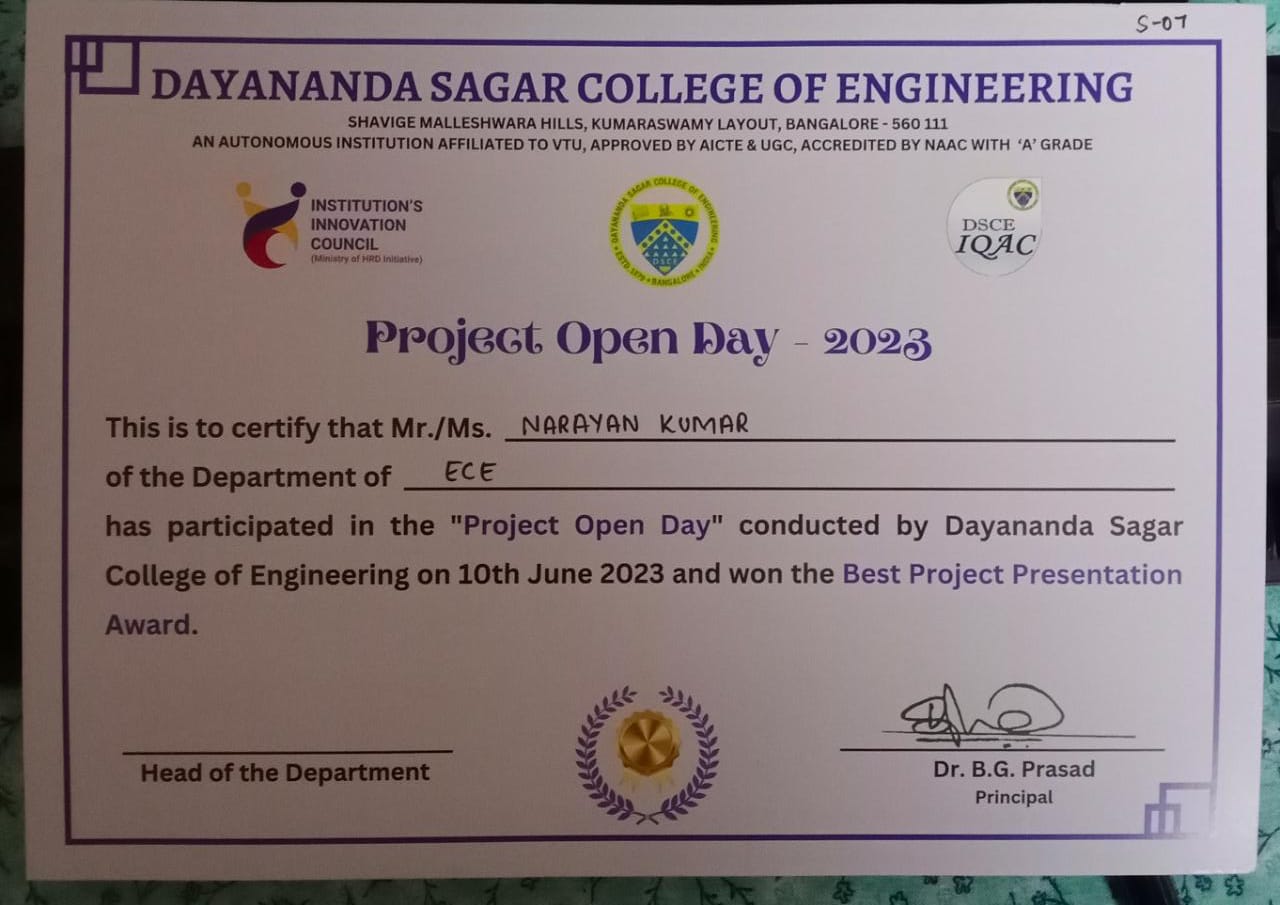 S-07
DAYANANDA SAGAR COLLEGE OF ENGINEERING
SHAVIGE MALLESHWARA HILLS, KUMARASWAMY LAYOUT, BANGALORE - 560 111
AN AUTONOMOUS INSTITUTION AFFILIATED TO VTU, APPROVED BY AICTE & UGC, ACCREDITED BY NAAC WITH 'A' GRADE
INSTITUTION'S
INNOVATION
COUNCIL
(Ministry of HRD Initiative)
DAYANANDA SAGAR COLLEGE OF ENGINEERING
DSCE
ESTD. 1979 • BANGALORE • INDIA
DSCE
IQAC
Project Open Day - 2023
This is to certify that Mr./Ms. NARAYAN KUMAR
of the Department of ECE
has participated in the "Project Open Day" conducted by Dayananda Sagar
College of Engineering on 10th June 2023 and won the Best Project Presentation
Award.
Head of the Department
Dr. B.G. Prasad
Principal